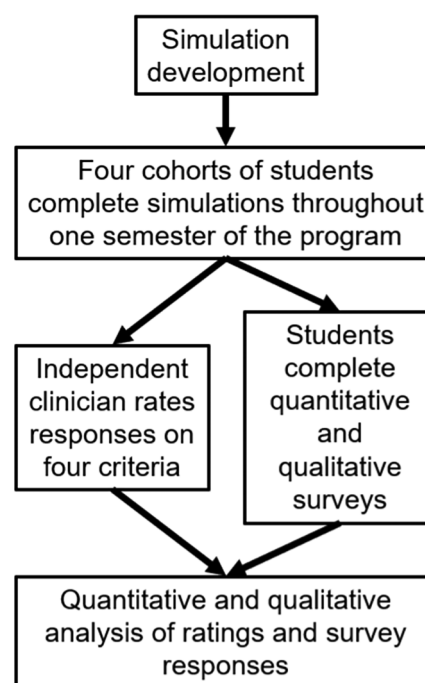 Simulation
development
Four cohorts of students
complete simulations throughout
one semester of the program
Independent
clinician rates
responses on
four criteria
Students
complete
quantitative
and
qualitative
surveys
Quantitative and qualitative
analysis of ratings and survey
responses